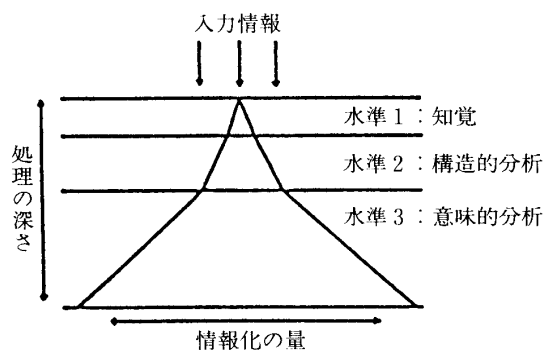 入力情報
水準1:知覚
水準2:構造的分析
水準3:意味的分析
処理の深さ
情報化の量